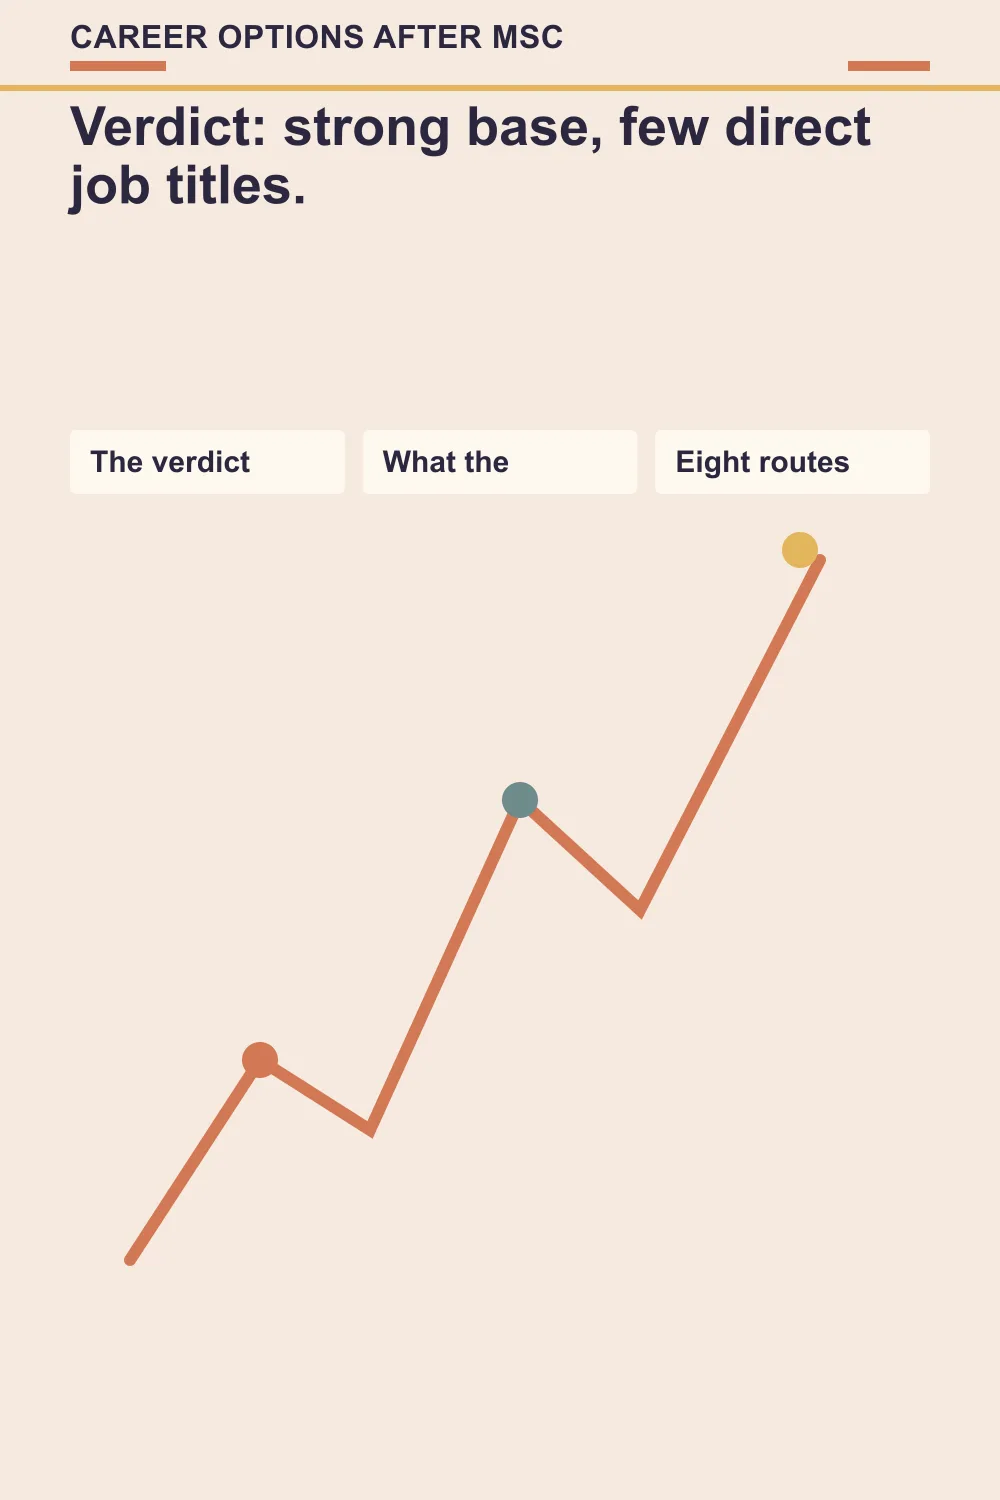 CAREER OPTIONS AFTER MSC
Verdict: strong base, few direct
job titles.
The verdict
What the
Eight routes